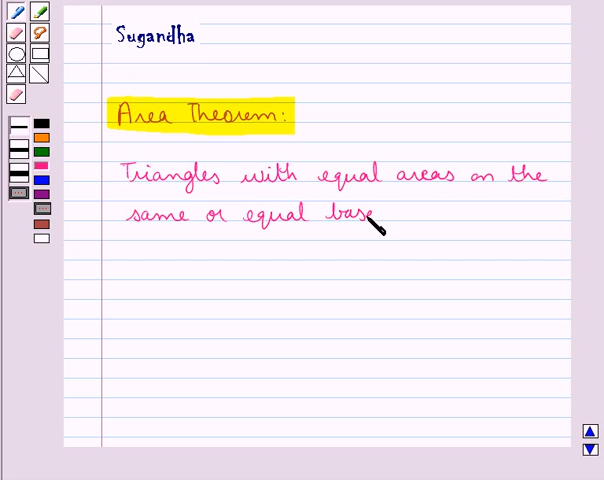 Sugandha
Area Theorem:
Triangles with equal areas on the
same or equal base